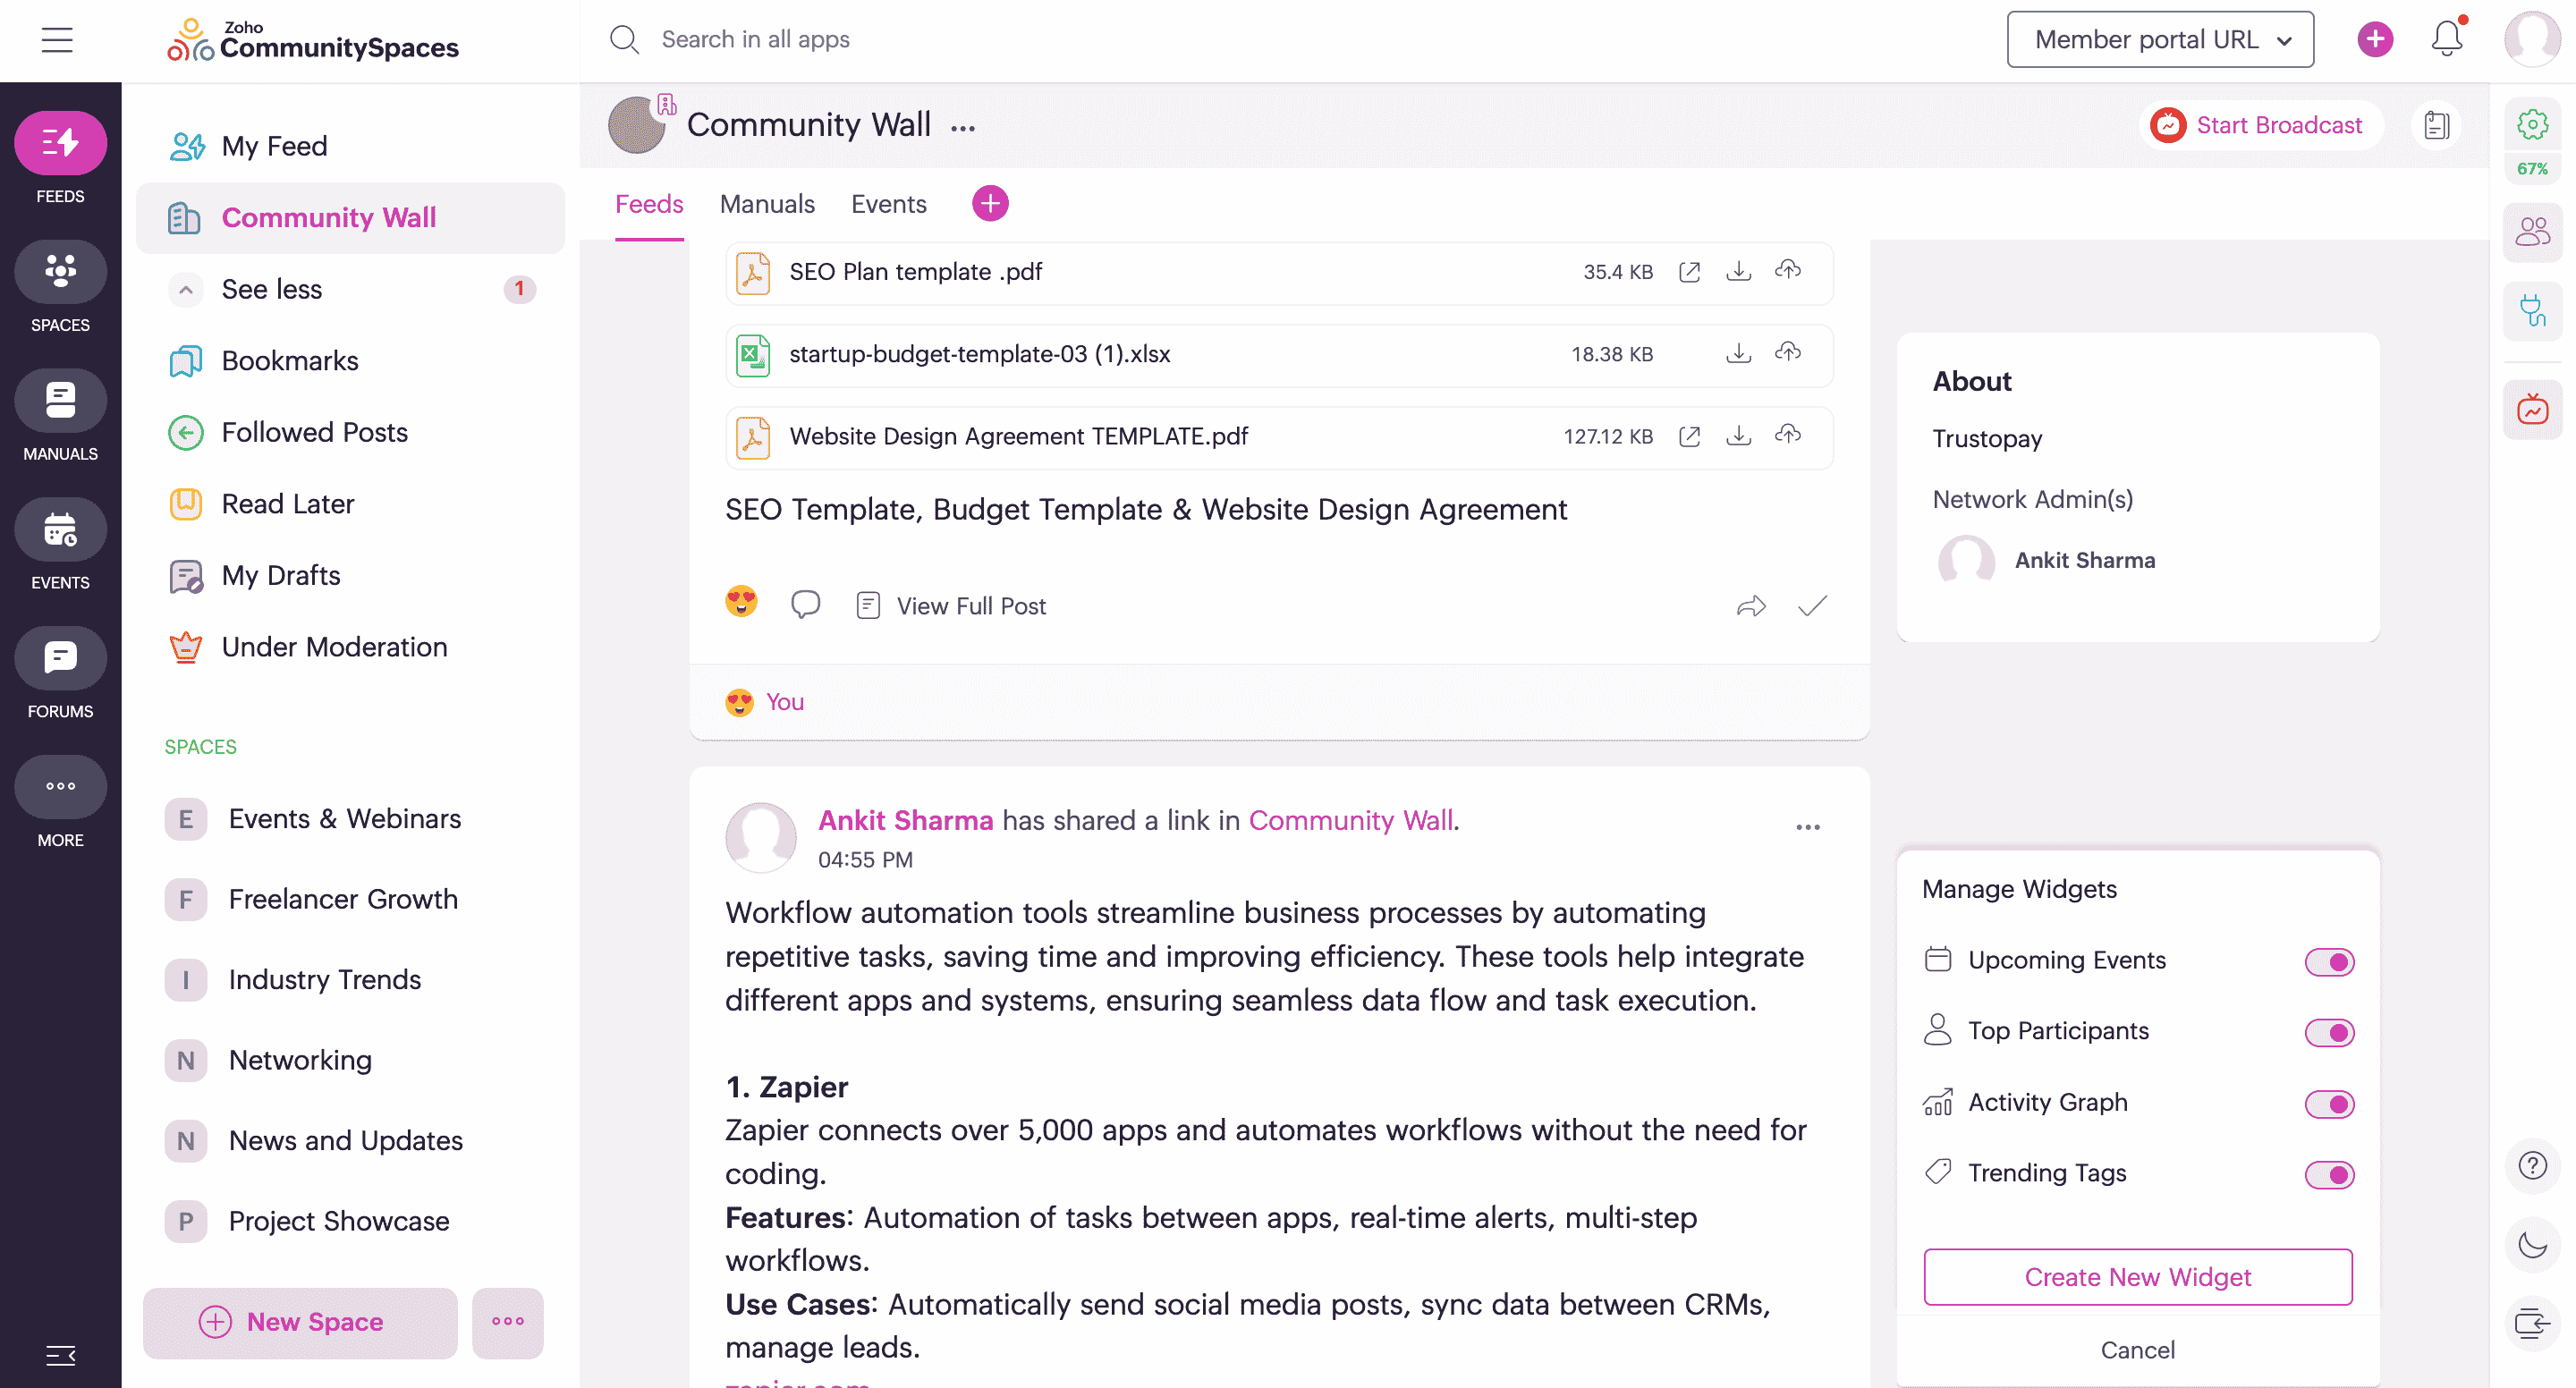 Zoho
CommunitySpaces
Search in all apps
Member portal URL
FEEDS
SPACES
MANUALS
EVENTS
FORUMS
MORE
My Feed
Community Wall
See less
1
Bookmarks
Followed Posts
Read Later
My Drafts
Under Moderation
SPACES
E
Events & Webinars
F
Freelancer Growth
I
Industry Trends
N
Networking
N
News and Updates
P
Project Showcase
New Space
Community Wall ...
Start Broadcast
Feeds
Manuals
Events
SEO Plan template .pdf
35.4 KB
startup-budget-template-03 (1).xlsx
18.38 KB
Website Design Agreement TEMPLATE.pdf
127.12 KB
SEO Template, Budget Template & Website Design Agreement
View Full Post
You
Ankit Sharma has shared a link in Community Wall.
04:55 PM
Workflow automation tools streamline business processes by automating
repetitive tasks, saving time and improving efficiency. These tools help integrate
different apps and systems, ensuring seamless data flow and task execution.
1. Zapier
Zapier connects over 5,000 apps and automates workflows without the need for
coding.
Features: Automation of tasks between apps, real-time alerts, multi-step
workflows.
Use Cases: Automatically send social media posts, sync data between CRMs,
manage leads.
zapier.com
About
Trustopay
Network Admin(s)
Ankit Sharma
Manage Widgets
Upcoming Events
Top Participants
Activity Graph
Trending Tags
Create New Widget
Cancel
67%